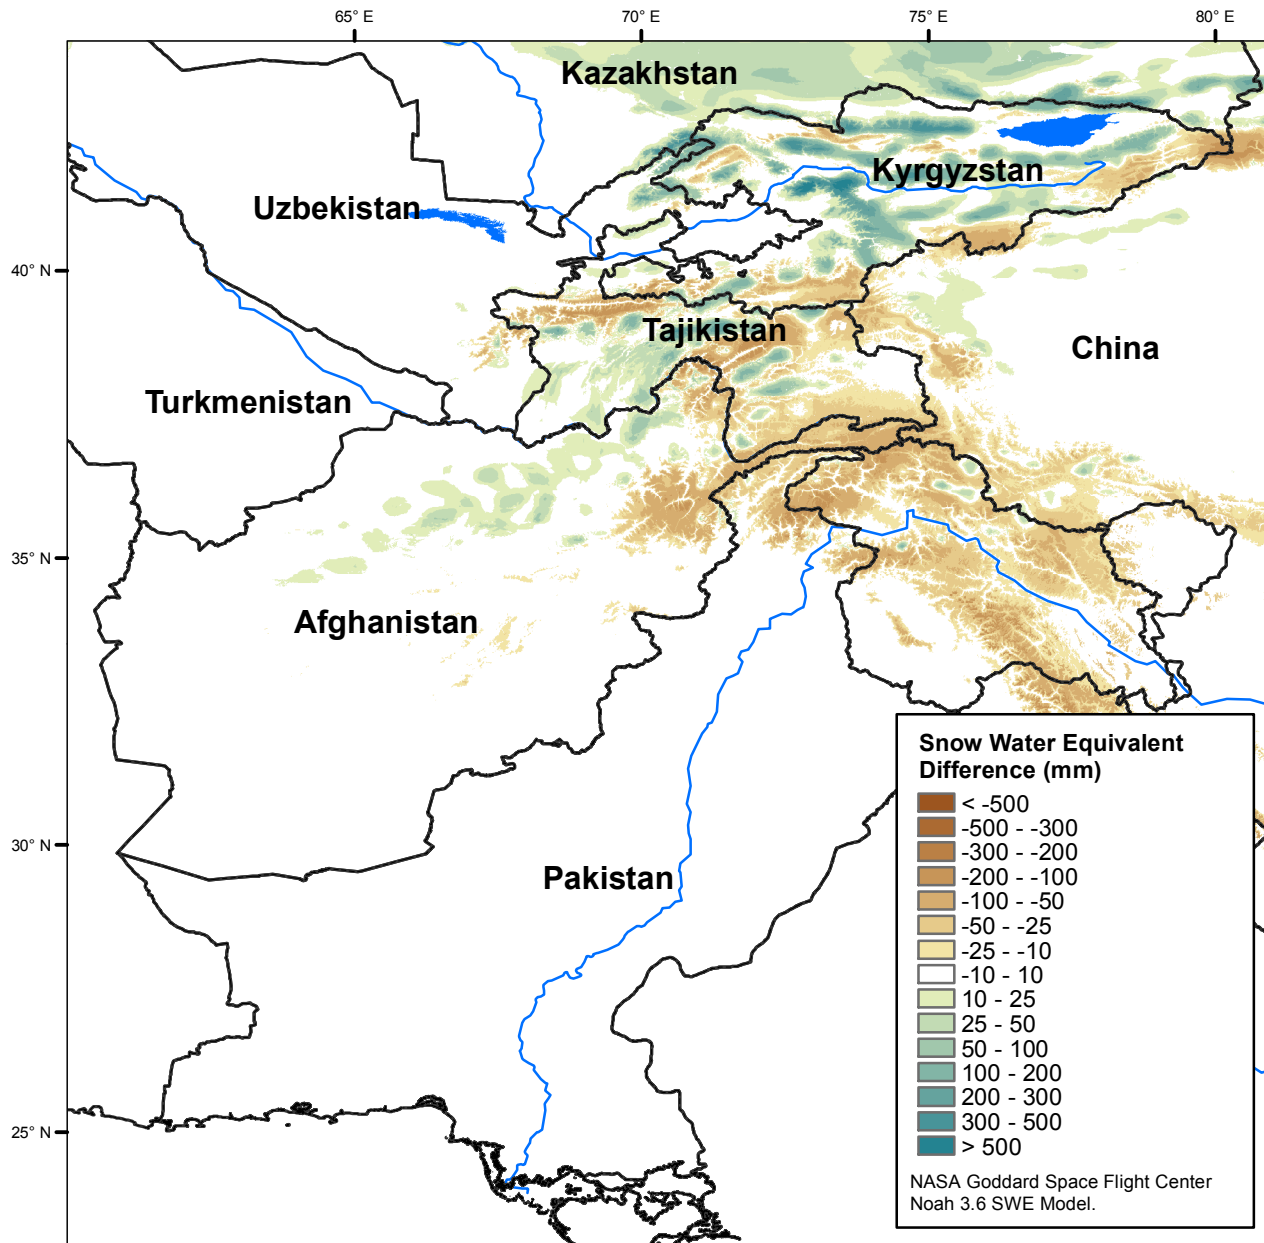 65° E
70° E
75° E
80° E
Kazakhstan
Kyrgyzstan
Uzbekistan
40° N
Tajikistan
China
Turkmenistan
35° N
Afghanistan
30° N
Pakistan
25° N
Snow Water Equivalent
Difference (mm)
< -500
-500 - -300
-300 - -200
-200 - -100
-100 - -50
-50 - -25
-25 - -10
-10 - 10
10 - 25
25 - 50
50 - 100
100 - 200
200 - 300
300 - 500
> 500
NASA Goddard Space Flight Center
Noah 3.6 SWE Model.